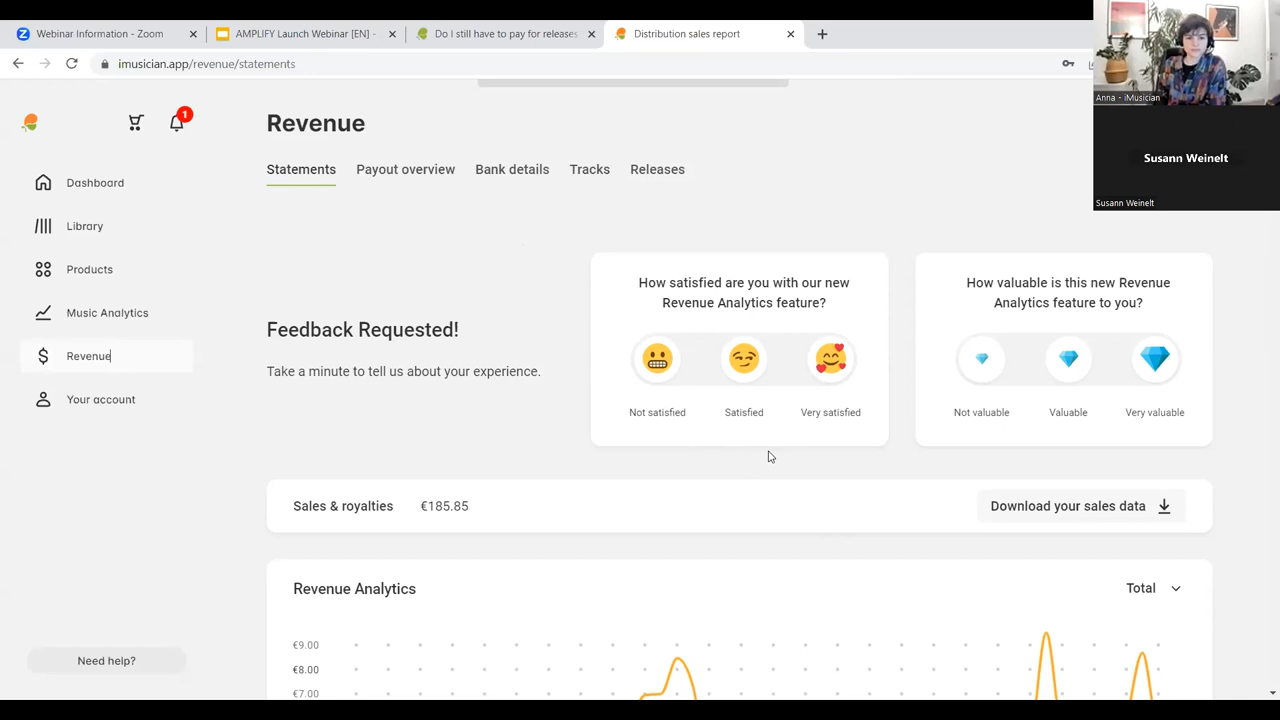 Webinar Information - Zoom
AMPLIFY Launch Webinar [EN] -
Do I still have to pay for releases
Distribution sales report
imusician.app/revenue/statements
Anna - iMusician
Susann Weinelt
Susann Weinelt
1
Revenue
Statements
Payout overview
Bank details
Tracks
Releases
Dashboard
Library
Products
Music Analytics
Revenue
Your account
Need help?
Feedback Requested!
Take a minute to tell us about your experience.
How satisfied are you with our new
Revenue Analytics feature?
Not satisfied
Satisfied
Very satisfied
How valuable is this new Revenue
Analytics feature to you?
Not valuable
Valuable
Very valuable
Sales & royalties
€185.85
Download your sales data
Revenue Analytics
Total
€9.00
€8.00
€7.00